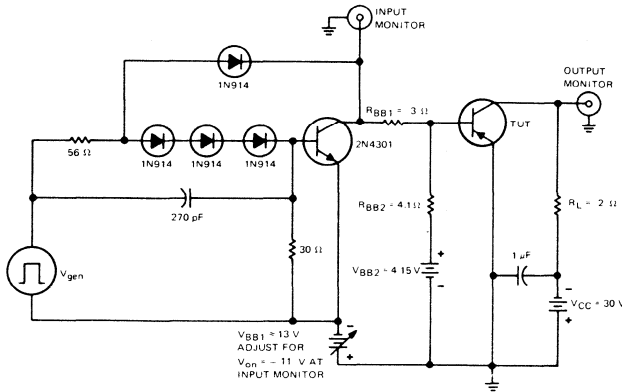 INPUT
MONITOR
1N914
OUTPUT
MONITOR
RBB1 = 3 Ω
TUT
2N4301
56 Ω
1N914
1N914
1N914
270 pF
RBB2 = 4.1Ω
RL = 2 Ω
30 Ω
Vgen
1 μF
VBB2 = 4.15 V
VCC = 30 V
VBB1 ≈ 13 V
ADJUST FOR
Von = – 11 V AT
INPUT MONITOR